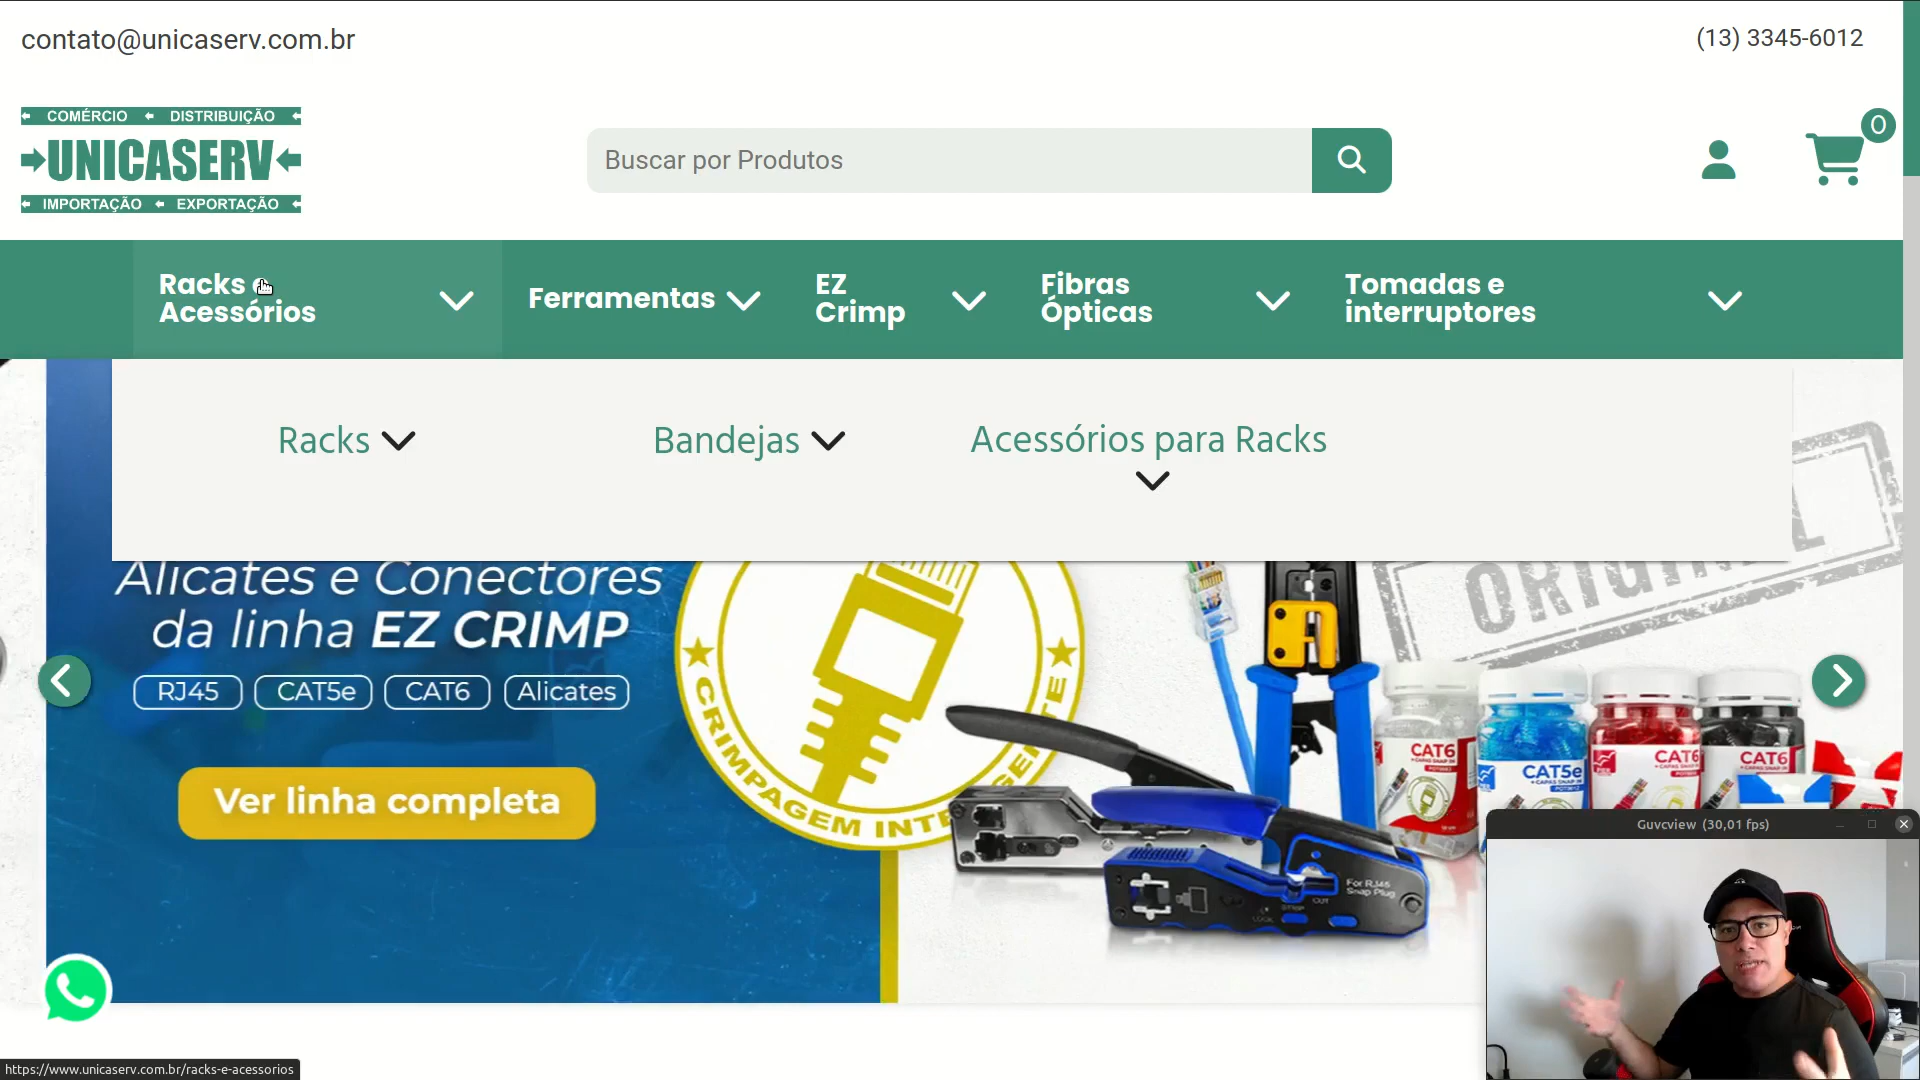 contato@unicaserv.com.br
(13) 3345-6012
COMÉRCIO DISTRIBUIÇÃO
UNICASERV
IMPORTAÇÃO EXPORTAÇÃO
Buscar por Produtos
0
Racks e
Acessórios
Ferramentas
EZ
Crimp
Fibras
Ópticas
Tomadas e
interruptores
Racks
Bandejas
Acessórios para Racks
Alicates e Conectores
da linha EZ CRIMP
RJ45
CAT5e
CAT6
Alicates
Ver linha completa
CRIMPAGEM
CAT6
CAT5e
CAT6
CAT6
For RJ45
Snap Plug
CUT
STRIP
Guvcview (30,01 fps)
https://www.unicaserv.com.br/racks-e-acessorios